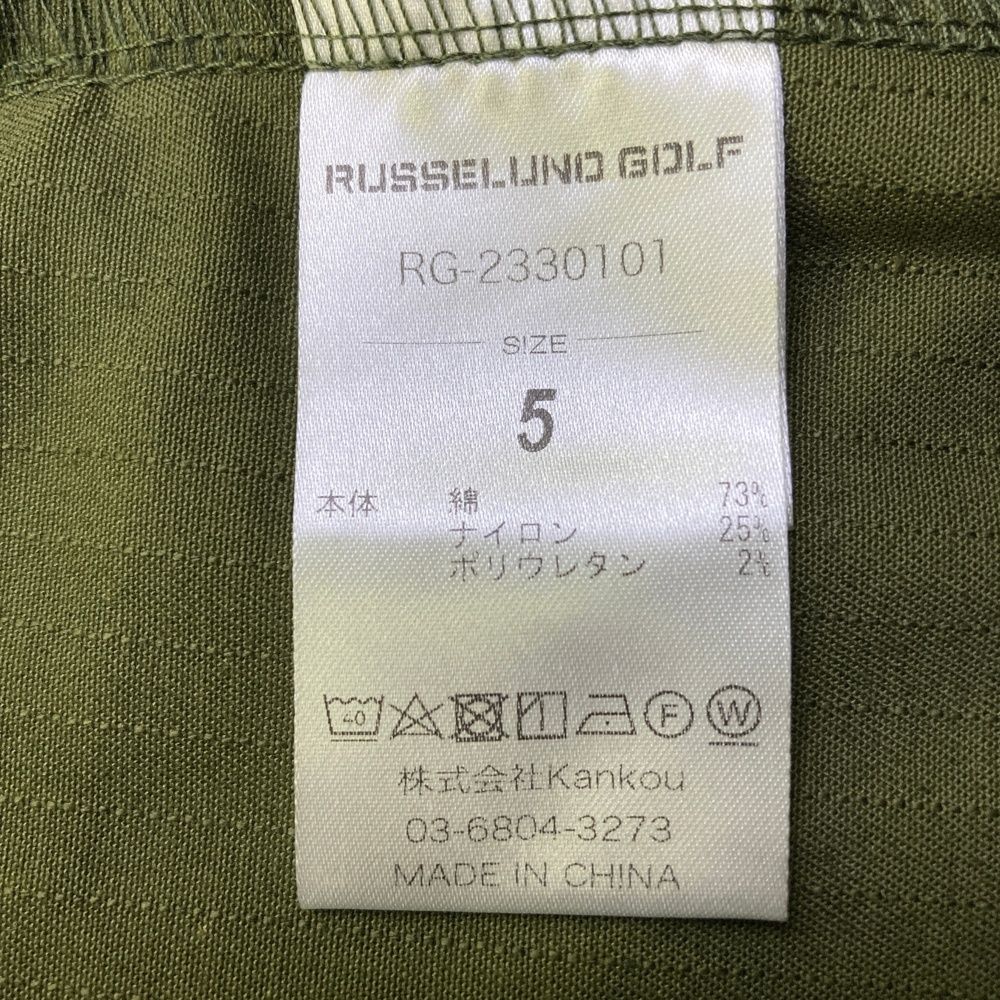 RUSSELUNO GOLF
RG-2330101
SIZE
5
本体 綿 73%
ナイロン 25%
ポリウレタン 2%
40 F W
株式会社Kankou
03-6804-3273
MADE IN CHINA